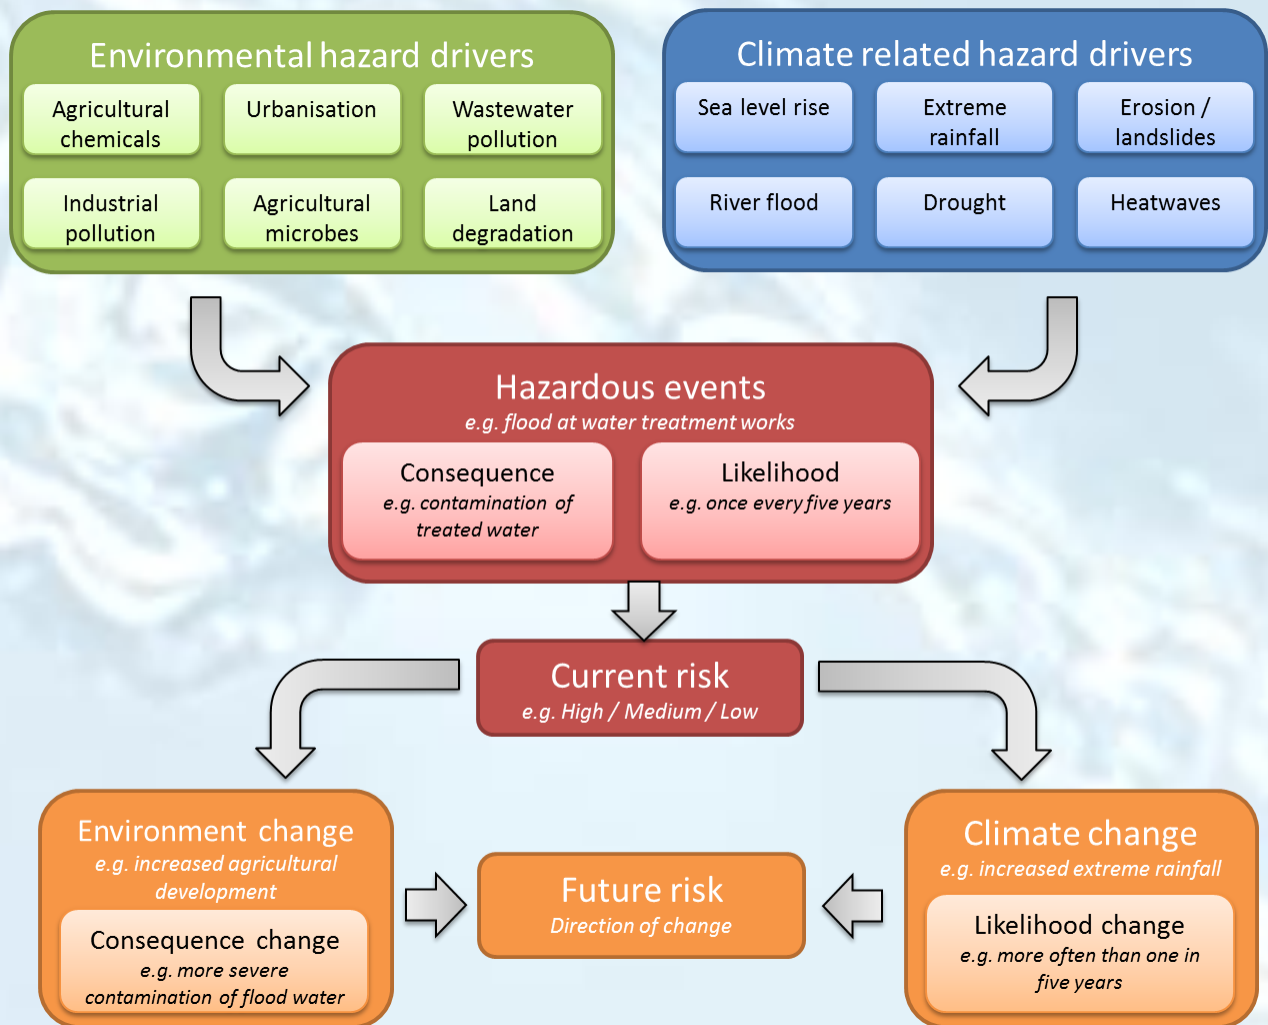 Environmental hazard drivers
Agricultural
chemicals
Urbanisation
Wastewater
pollution
Industrial
pollution
Agricultural
microbes
Land
degradation
Climate related hazard drivers
Sea level rise
Extreme
rainfall
Erosion /
landslides
River flood
Drought
Heatwaves
Hazardous events
e.g. flood at water treatment works
Consequence
e.g. contamination of
treated water
Likelihood
e.g. once every five years
Current risk
e.g. High / Medium / Low
Environment change
e.g. increased agricultural
development
Consequence change
e.g. more severe
contamination of flood water
Future risk
Direction of change
Climate change
e.g. increased extreme rainfall
Likelihood change
e.g. more often than one in
five years